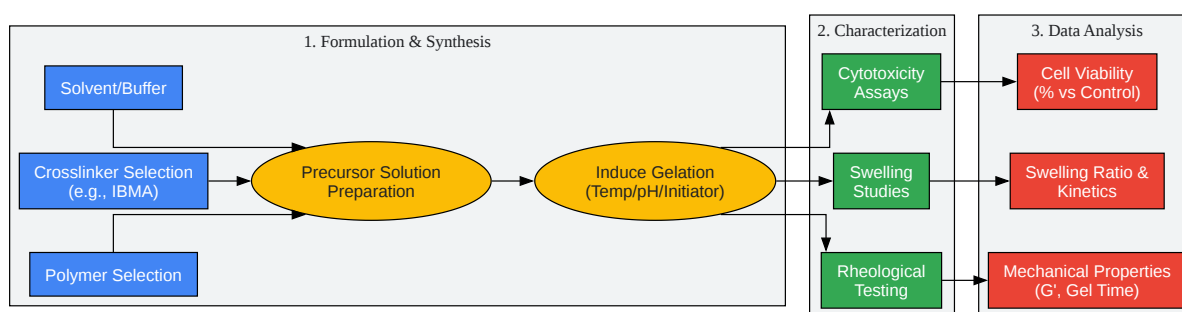 1. Formulation & Synthesis
Solvent/Buffer
Crosslinker Selection
(e.g., IBMA)
Polymer Selection
Precursor Solution
Preparation
Induce Gelation
(Temp/pH/Initiator)
2. Characterization
Cytotoxicity
Assays
Swelling
Studies
Rheological
Testing
3. Data Analysis
Cell Viability
(% vs Control)
Swelling Ratio &
Kinetics
Mechanical Properties
(G', Gel Time)